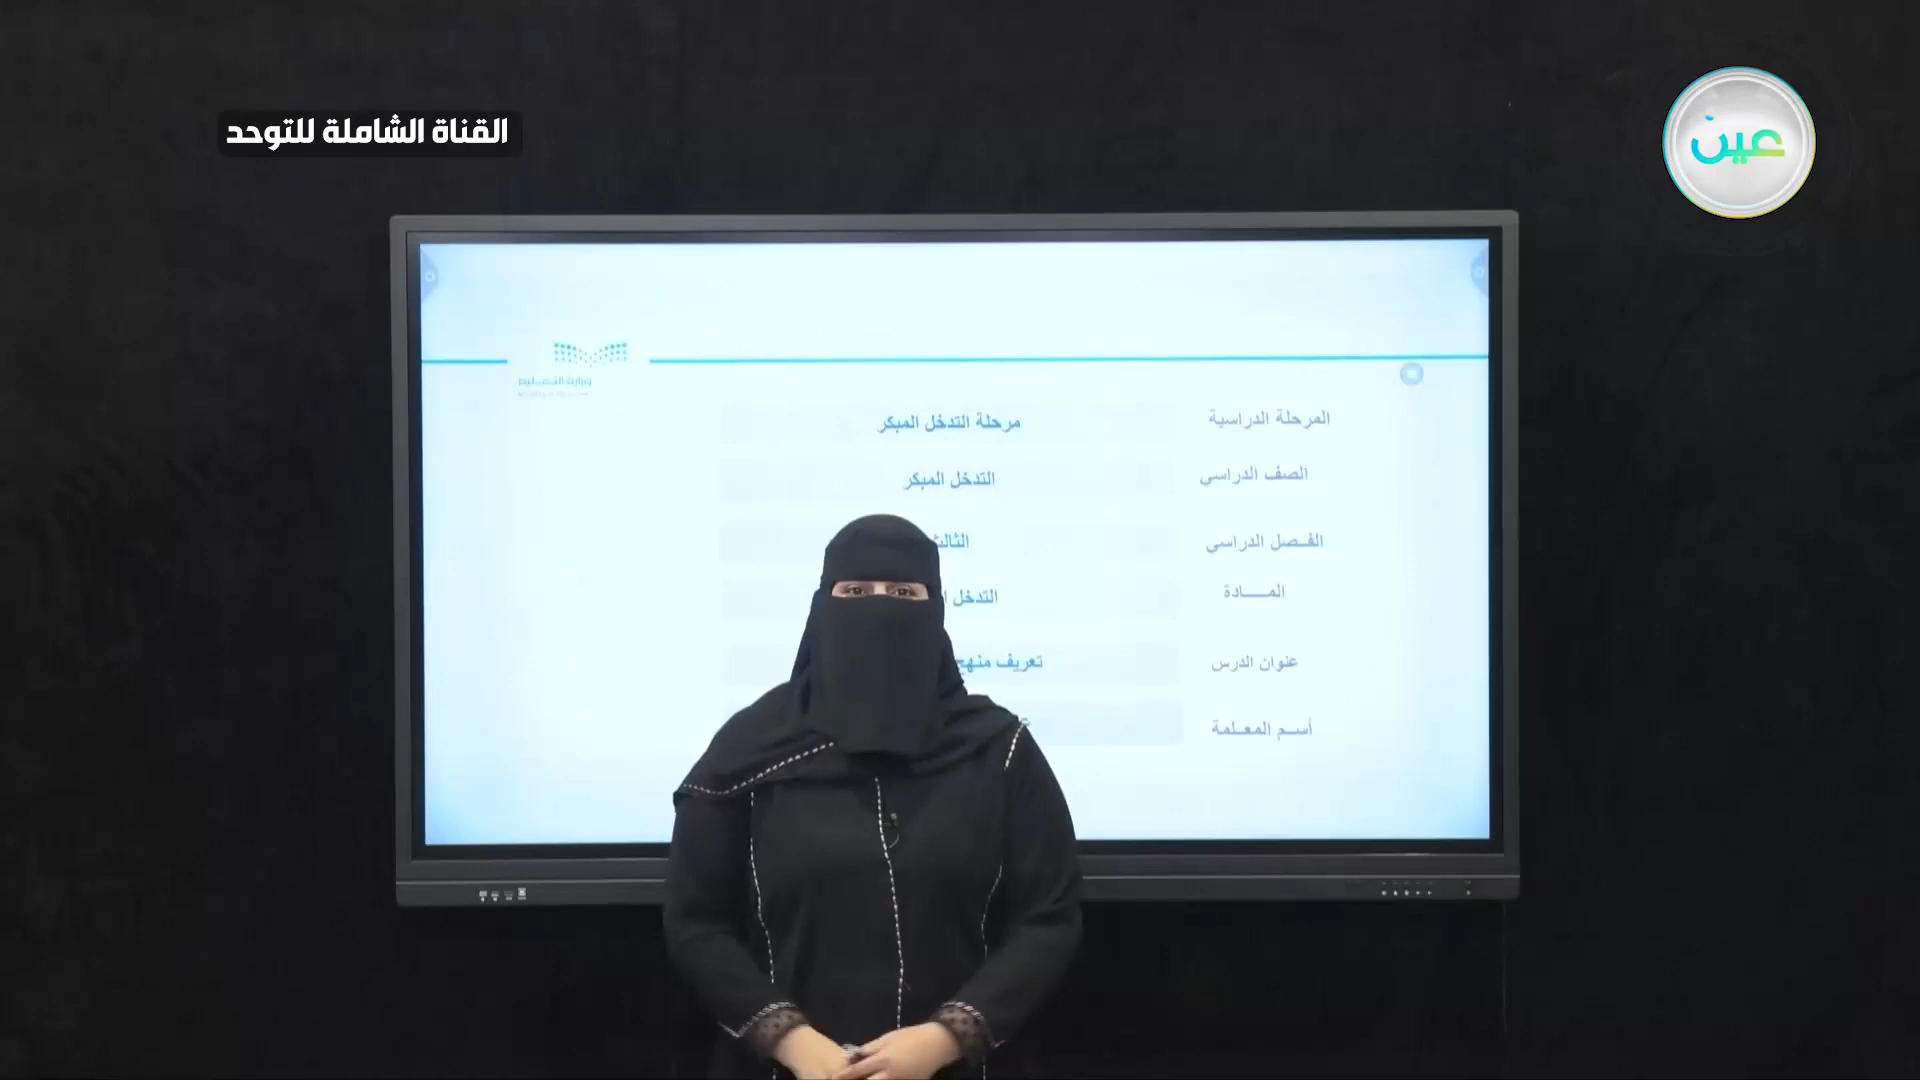 القناة الشاملة للتوحد
عين
وزارة التعليم
المرحلة الدراسية مرحلة التدخل المبكر
الصف الدراسي التدخل المبكر
الفصل الدراسي
المادة التدخل
عنوان الدرس تعريف منهج
أسم المعلمة